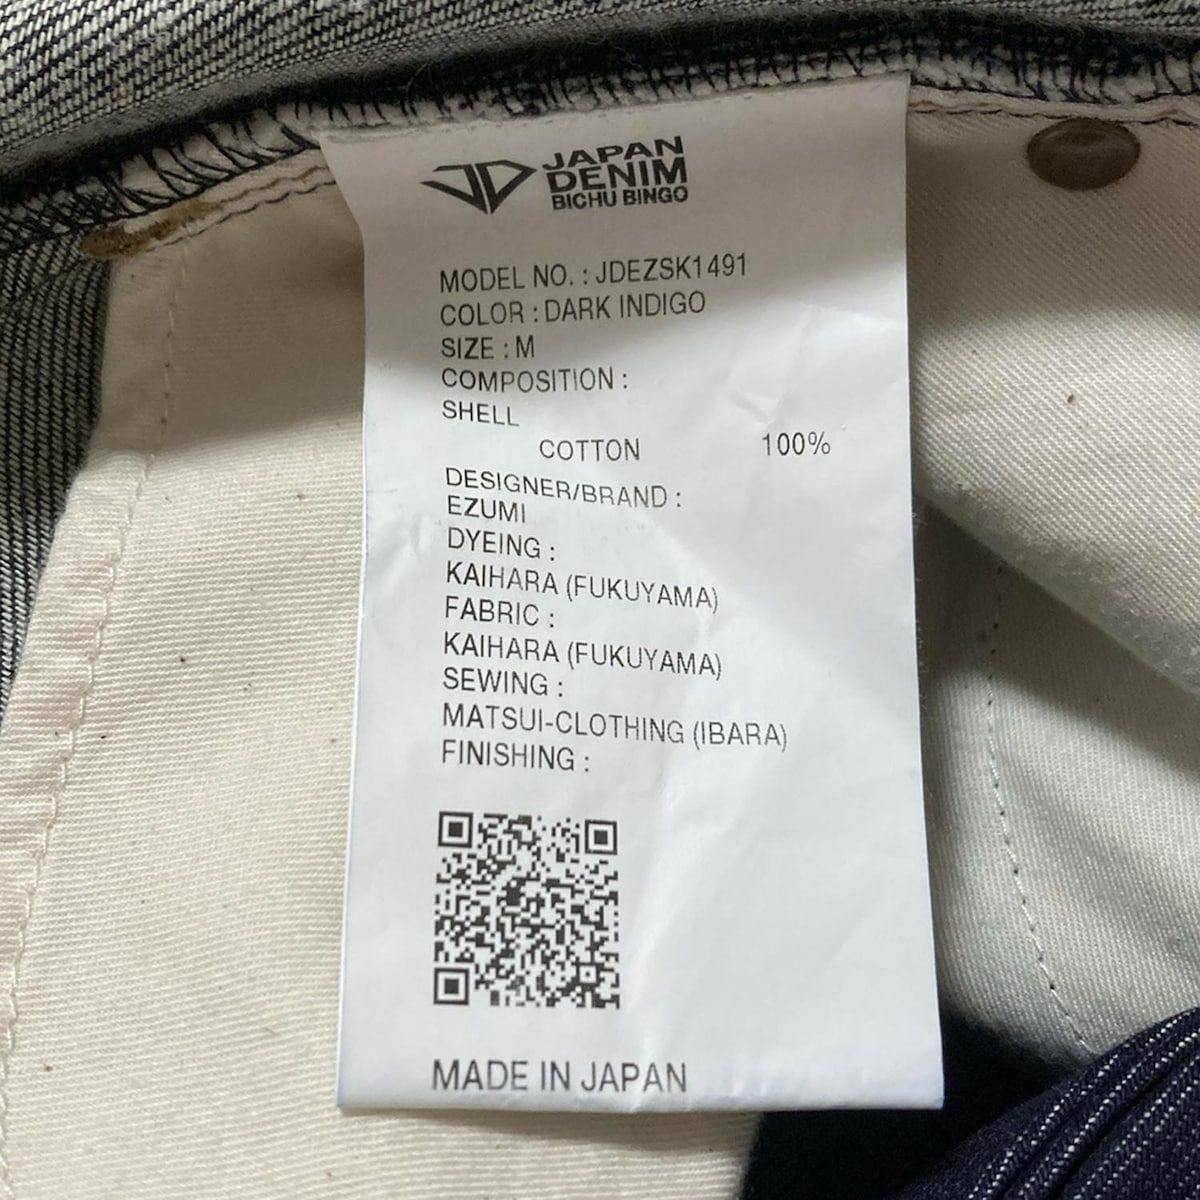 JAPAN
DENIM
BICHU BINGO
MODEL NO. : JDEZSK1491
COLOR : DARK INDIGO
SIZE : M
COMPOSITION :
SHELL
COTTON 100%
DESIGNER/BRAND :
EZUMI
DYEING :
KAIHARA (FUKUYAMA)
FABRIC :
KAIHARA (FUKUYAMA)
SEWING :
MATSUI-CLOTHING (IBARA)
FINISHING :
MADE IN JAPAN